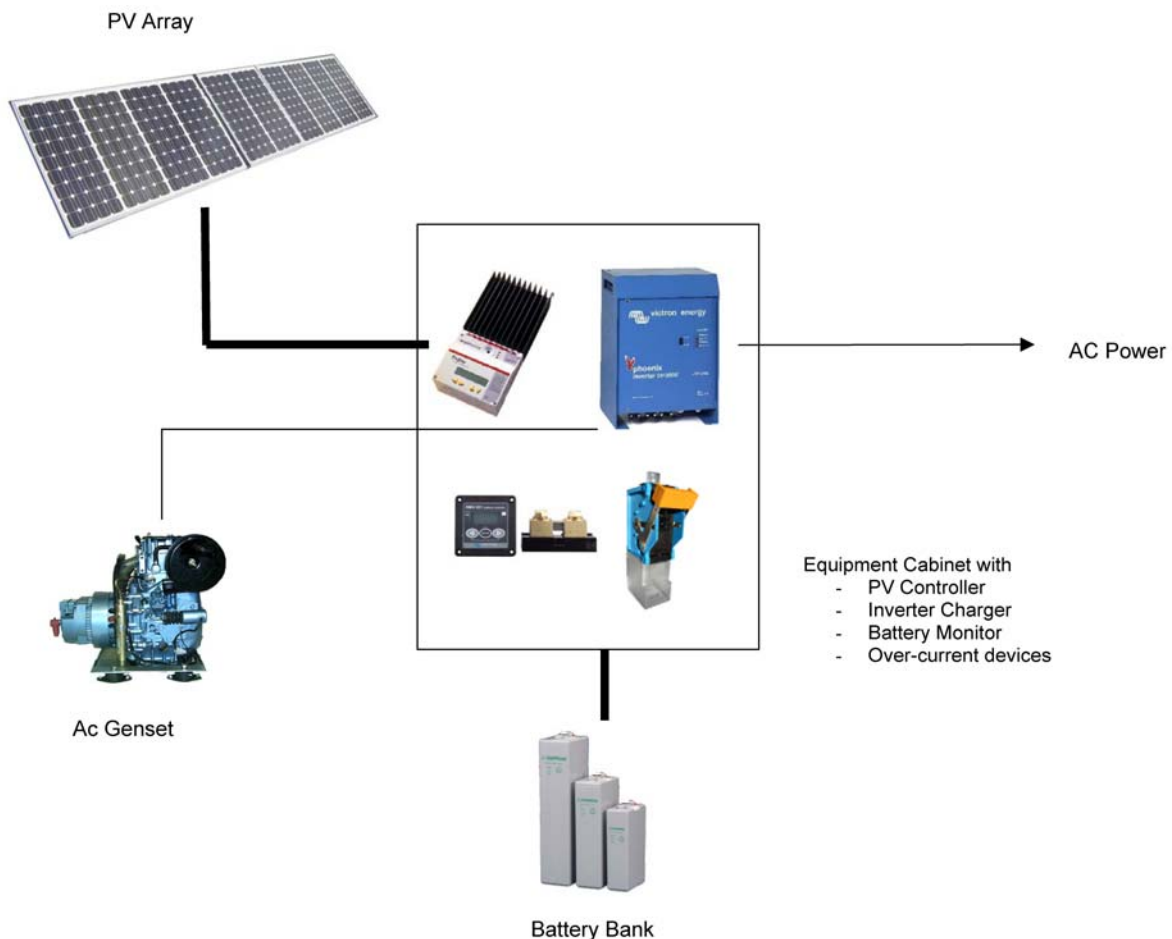 PV Array
victron energy
phoenix
AC Power
Equipment Cabinet with
- PV Controller
- Inverter Charger
- Battery Monitor
- Over-current devices
Ac Genset
Battery Bank